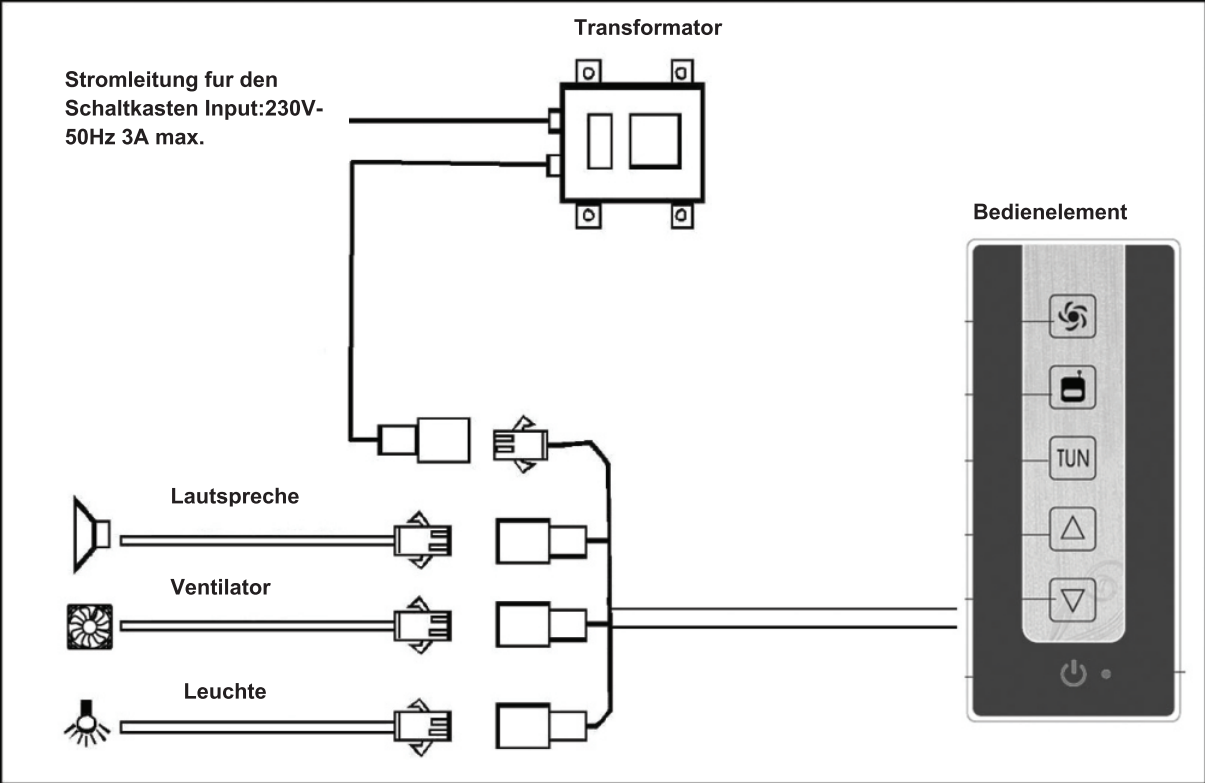 Transformator
Stromleitung fur den
Schaltkasten Input:230V-
50Hz 3A max.
Bedienelement
TUN
Lautspreche
Ventilator
Leuchte